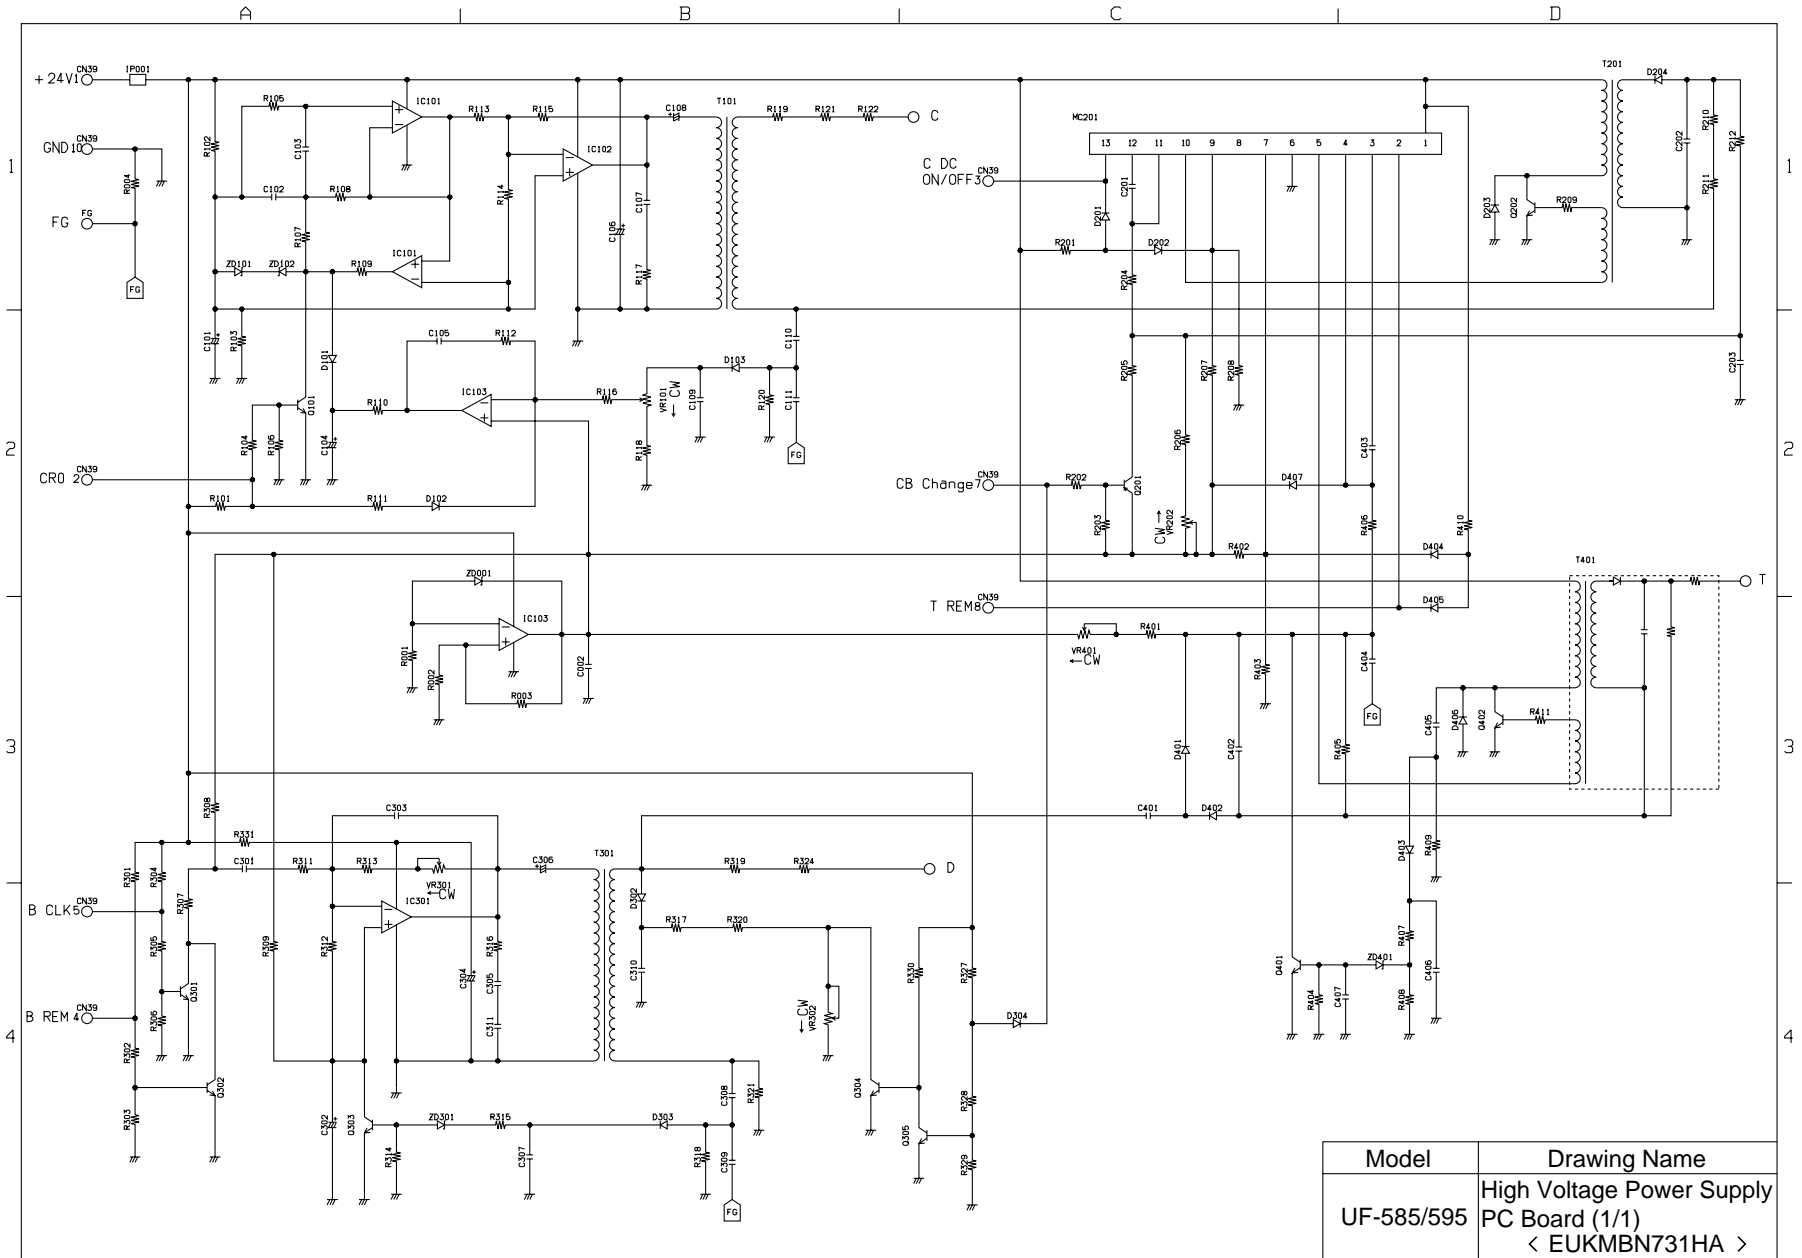 A B C D
+24V1 CN39 IP001
T201
D204
R105
IC101
R113
R115
C108
T101
R119
R121
R122
C
R102
C103
R210
R212
C202
MC201
GND10 CN39
13 12 11 10 9 8 7 6 5 4 3 2 1
1
1
R004
C102
R108
R114
IC102
C107
C DC
ON/OFF3 CN39
C201
R211
FG FG
R107
C106
D201
D203
Q202
R209
IC101
R109
ZD101
ZD102
R117
R201
D202
R204
FG
C101
R103
D101
C105
R112
C110
D103
R205
R207
R208
C203
IC103
R110
R116
VR101
CW
C109
R120
C111
Q101
R104
R106
C104
R118
R206
C403
2
2
FG
CRO 2 CN39
CB Change7 CN39
R202
Q201
D407
R101
R111
D102
R203
CW
VR202
R406
R410
R402
D404
T401
ZD001
T
T REM8 CN39
D405
IC103
R401
VR401
CW
R001
R002
C002
R403
C404
R003
FG
C405
D406
Q402
R411
3
3
D401
C402
R405
R308
C303
C401
D402
R331
D403
R409
C301
R311
R313
VR301
CW
C306
T301
R319
R324
D
R301
R304
R307
IC301
D302
B CLK5 CN39
R317
R320
R305
R309
R312
R316
C304
C305
C310
R330
R327
Q401
ZD401
R407
C406
Q301
R404
C407
R408
B REM 4 CN39
R306
C311
CW
VR302
D304
4
4
R302
Q302
C308
R321
Q304
R328
R303
C302
Q303
ZD301
R315
D303
Q305
R314
C307
R318
C309
R329
FG
Model Drawing Name
UF-585/595
High Voltage Power Supply
PC Board (1/1)
< EUKMBN731HA >